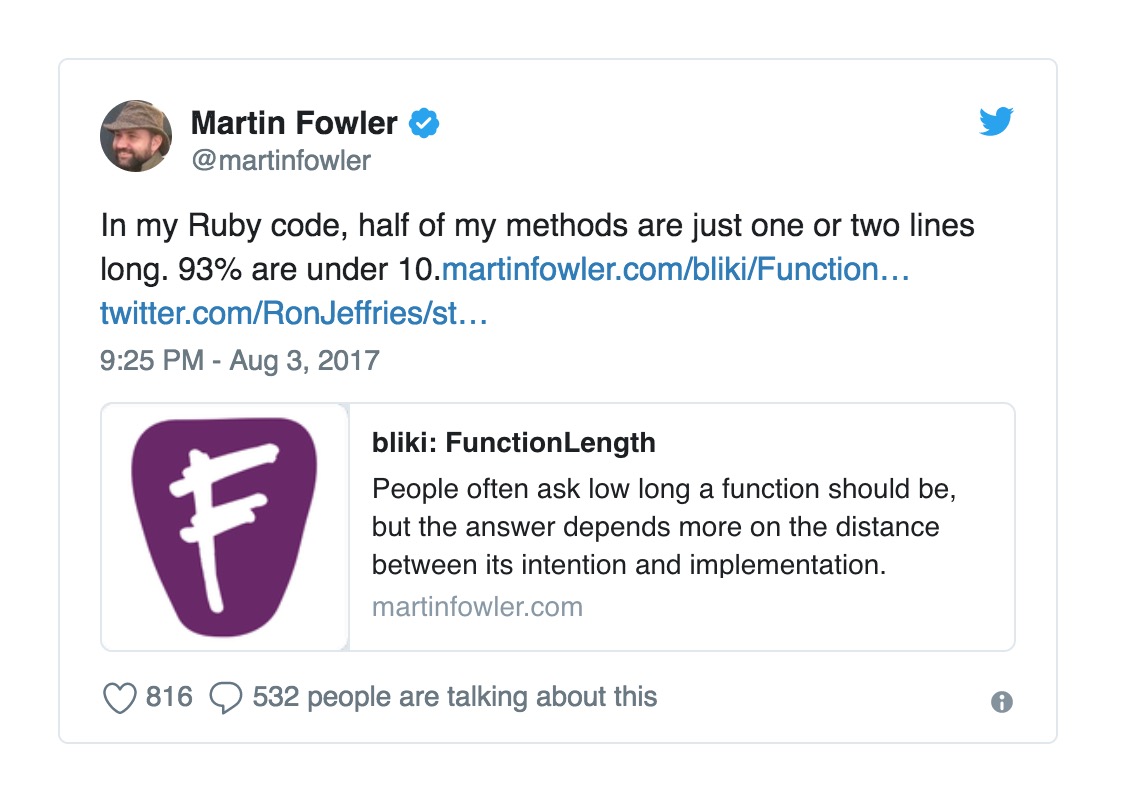 Martin Fowler
@martinfowler
In my Ruby code, half of my methods are just one or two lines
long. 93% are under 10.martinfowler.com/bliki/Function…
twitter.com/RonJeffries/st…
9:25 PM - Aug 3, 2017
F
bliki: FunctionLength
People often ask low long a function should be,
but the answer depends more on the distance
between its intention and implementation.
martinfowler.com
816 532 people are talking about this